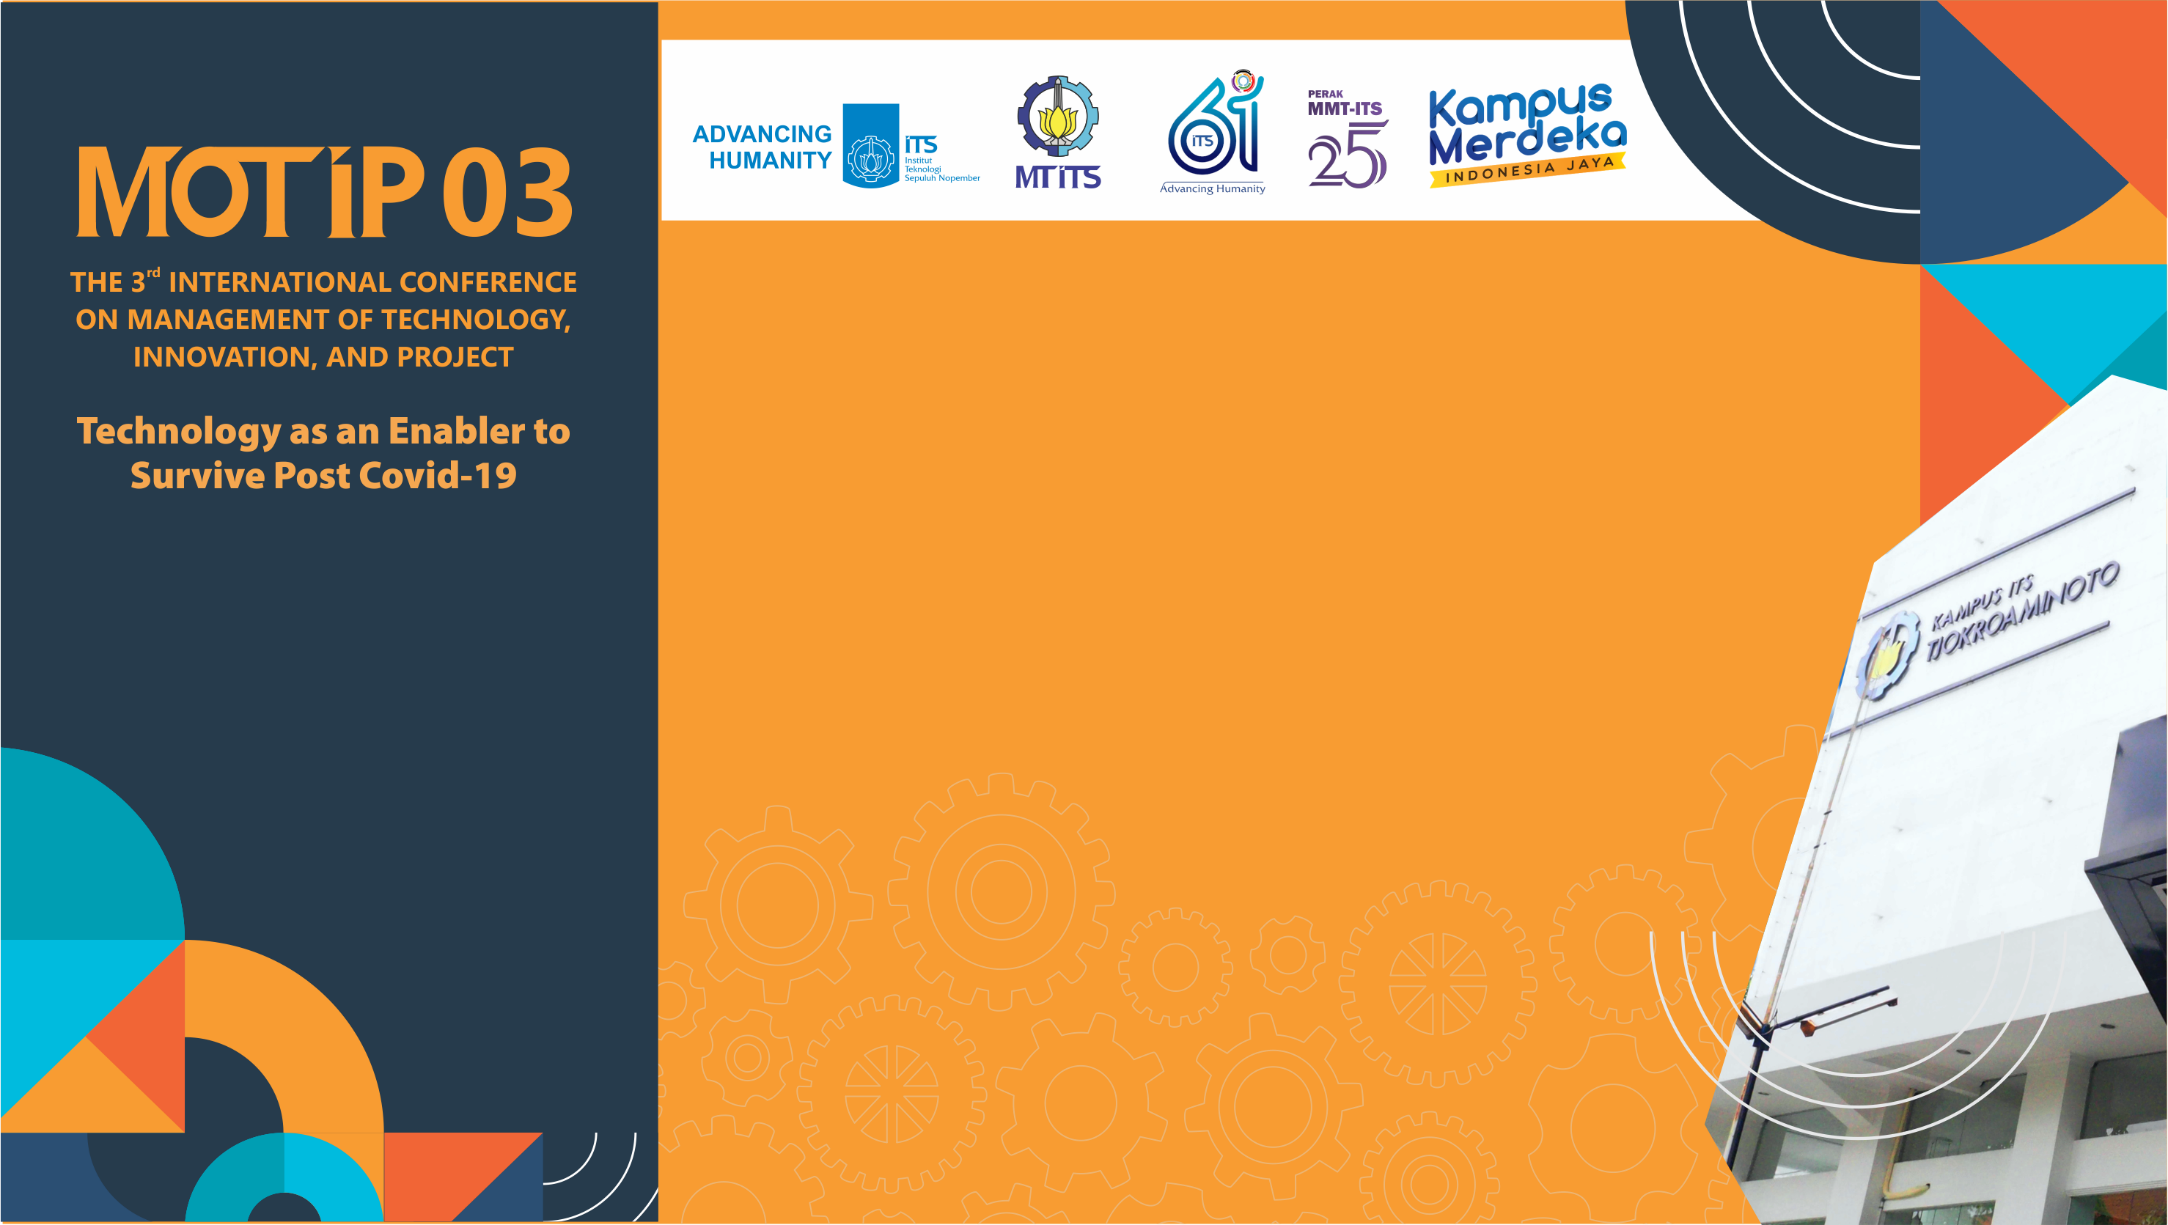 MOTiP 03
THE 3rd INTERNATIONAL CONFERENCE
ON MANAGEMENT OF TECHNOLOGY,
INNOVATION, AND PROJECT
Technology as an Enabler to
Survive Post Covid-19
ADVANCING
HUMANITY
iTS
Institut
Teknologi
Sepuluh Nopember
MTiTS
61
iTS
Advancing Humanity
PERAK
MMT-ITS
25
Kampus
Merdeka
INDONESIA JAYA
KAMPUS ITS
TJOKROAMINOTO